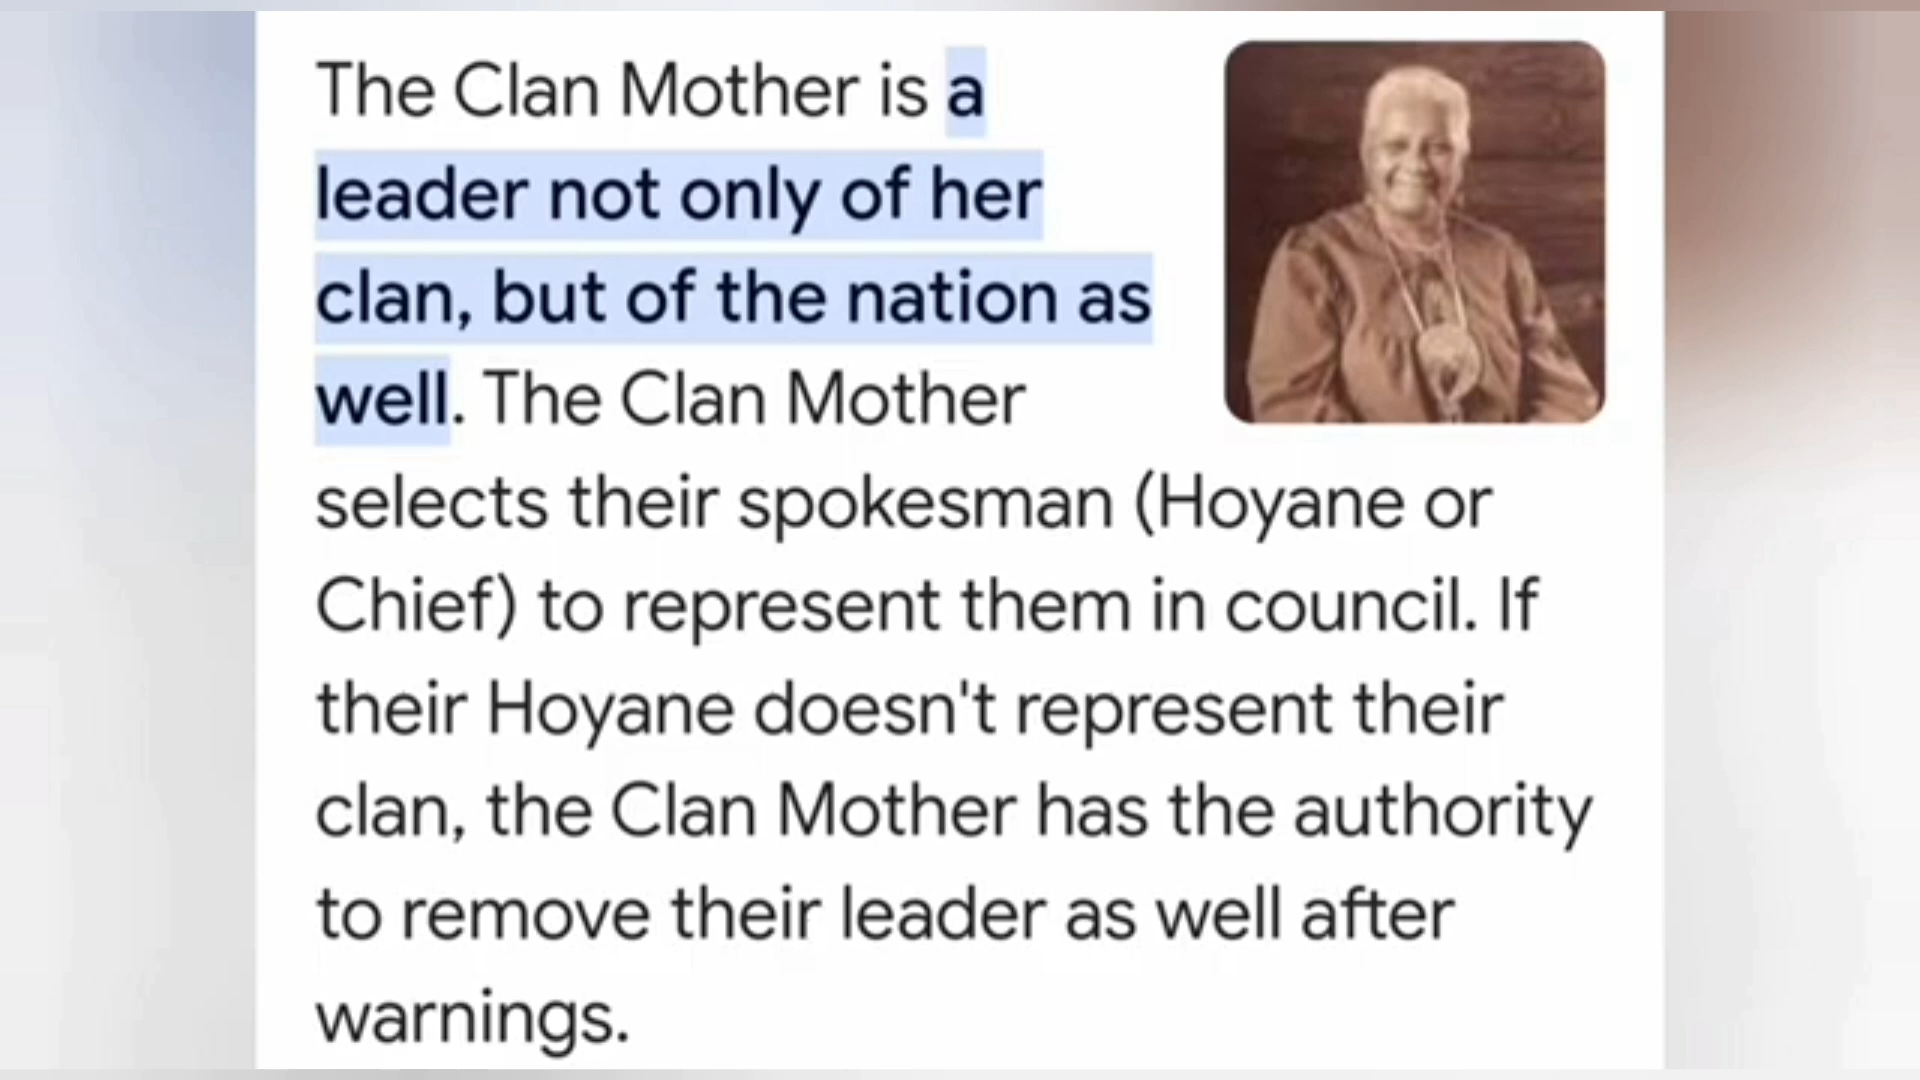 The Clan Mother is a
leader not only of her
clan, but of the nation as
well. The Clan Mother
selects their spokesman (Hoyane or
Chief) to represent them in council. If
their Hoyane doesn't represent their
clan, the Clan Mother has the authority
to remove their leader as well after
warnings.